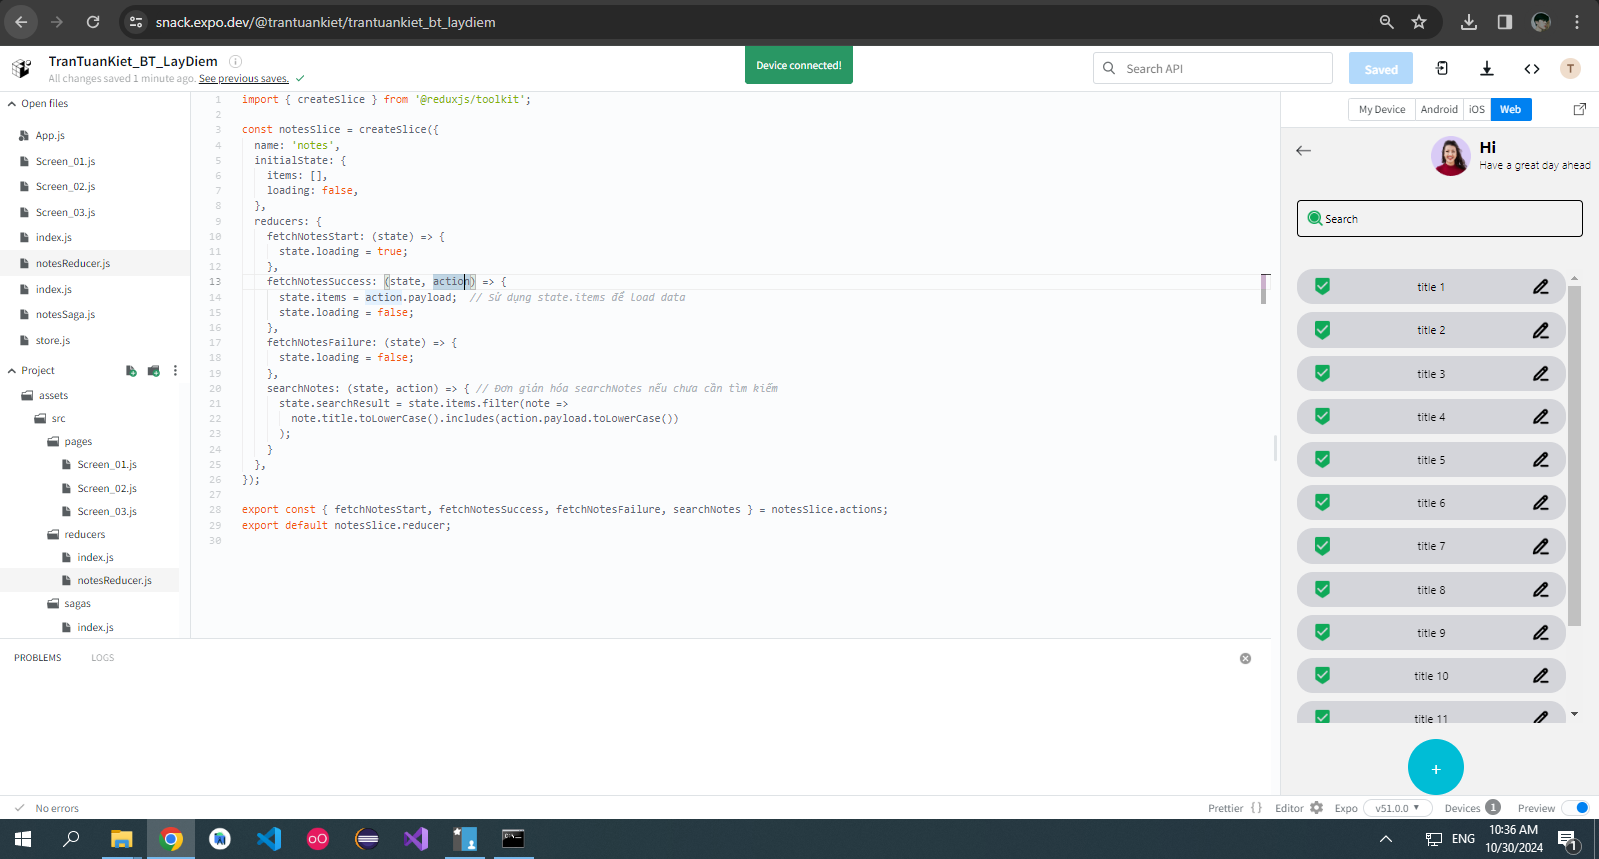 snack.expo.dev/@trantuankiet/trantuankiet_bt_laydiem
TranTuanKiet_BT_LayDiem
All changes saved 1 minute ago. See previous saves.
Device connected!
Search API
Saved
T
Open files
App.js
Screen_01.js
Screen_02.js
Screen_03.js
index.js
notesReducer.js
index.js
notesSaga.js
store.js
Project
assets
src
pages
Screen_01.js
Screen_02.js
Screen_03.js
reducers
index.js
notesReducer.js
sagas
index.js
1 import { createSlice } from '@reduxjs/toolkit';
2
3 const notesSlice = createSlice({
4 name: 'notes',
5 initialState: {
6 items: [],
7 loading: false,
8 },
9 reducers: {
10 fetchNotesStart: (state) => {
11 state.loading = true;
12 },
13 fetchNotesSuccess: (state, action) => {
14 state.items = action.payload; // Sử dụng state.items để load data
15 state.loading = false;
16 },
17 fetchNotesFailure: (state) => {
18 state.loading = false;
19 },
20 searchNotes: (state, action) => { // Đơn giản hóa searchNotes nếu chưa cần tìm kiếm
21 state.searchResult = state.items.filter(note =>
22 note.title.toLowerCase().includes(action.payload.toLowerCase())
23 );
24 }
25 },
26 });
27
28 export const { fetchNotesStart, fetchNotesSuccess, fetchNotesFailure, searchNotes } = notesSlice.actions;
29 export default notesSlice.reducer;
30
My Device Android iOS Web
Hi
Have a great day ahead
Search
title 1
title 2
title 3
title 4
title 5
title 6
title 7
title 8
title 9
title 10
title 11
+
PROBLEMS LOGS
No errors
Prettier {} Editor Expo v51.0.0 Devices 1 Preview
ENG
10:36 AM
10/30/2024
1